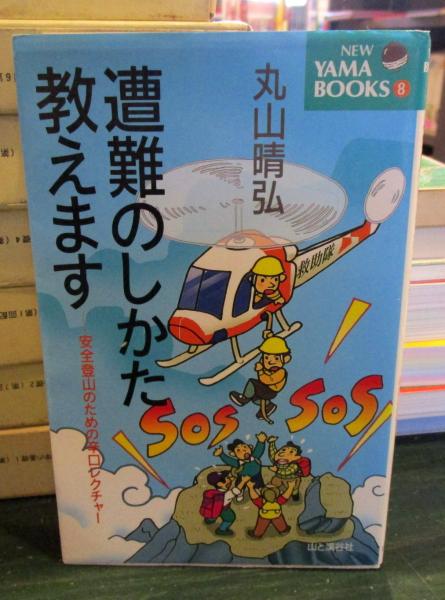 NEW
YAMA
BOOKS 8
丸山晴弘
遭難のしかた
教えます
安全登山のための辛口レクチャー
救助隊
SOS
SOS
山と渓谷社